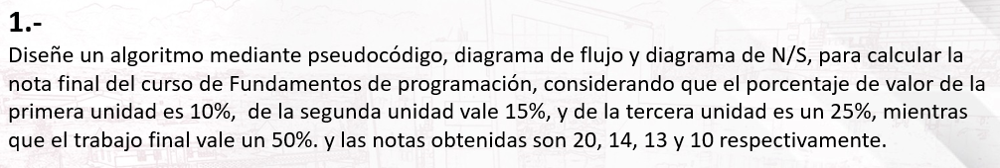 1.-
Diseñe un algoritmo mediante pseudocódigo, diagrama de flujo y diagrama de N/S, para calcular la
nota final del curso de Fundamentos de programación, considerando que el porcentaje de valor de la
primera unidad es 10%, de la segunda unidad vale 15%, y de la tercera unidad es un 25%, mientras
que el trabajo final vale un 50%. y las notas obtenidas son 20, 14, 13 y 10 respectivamente.